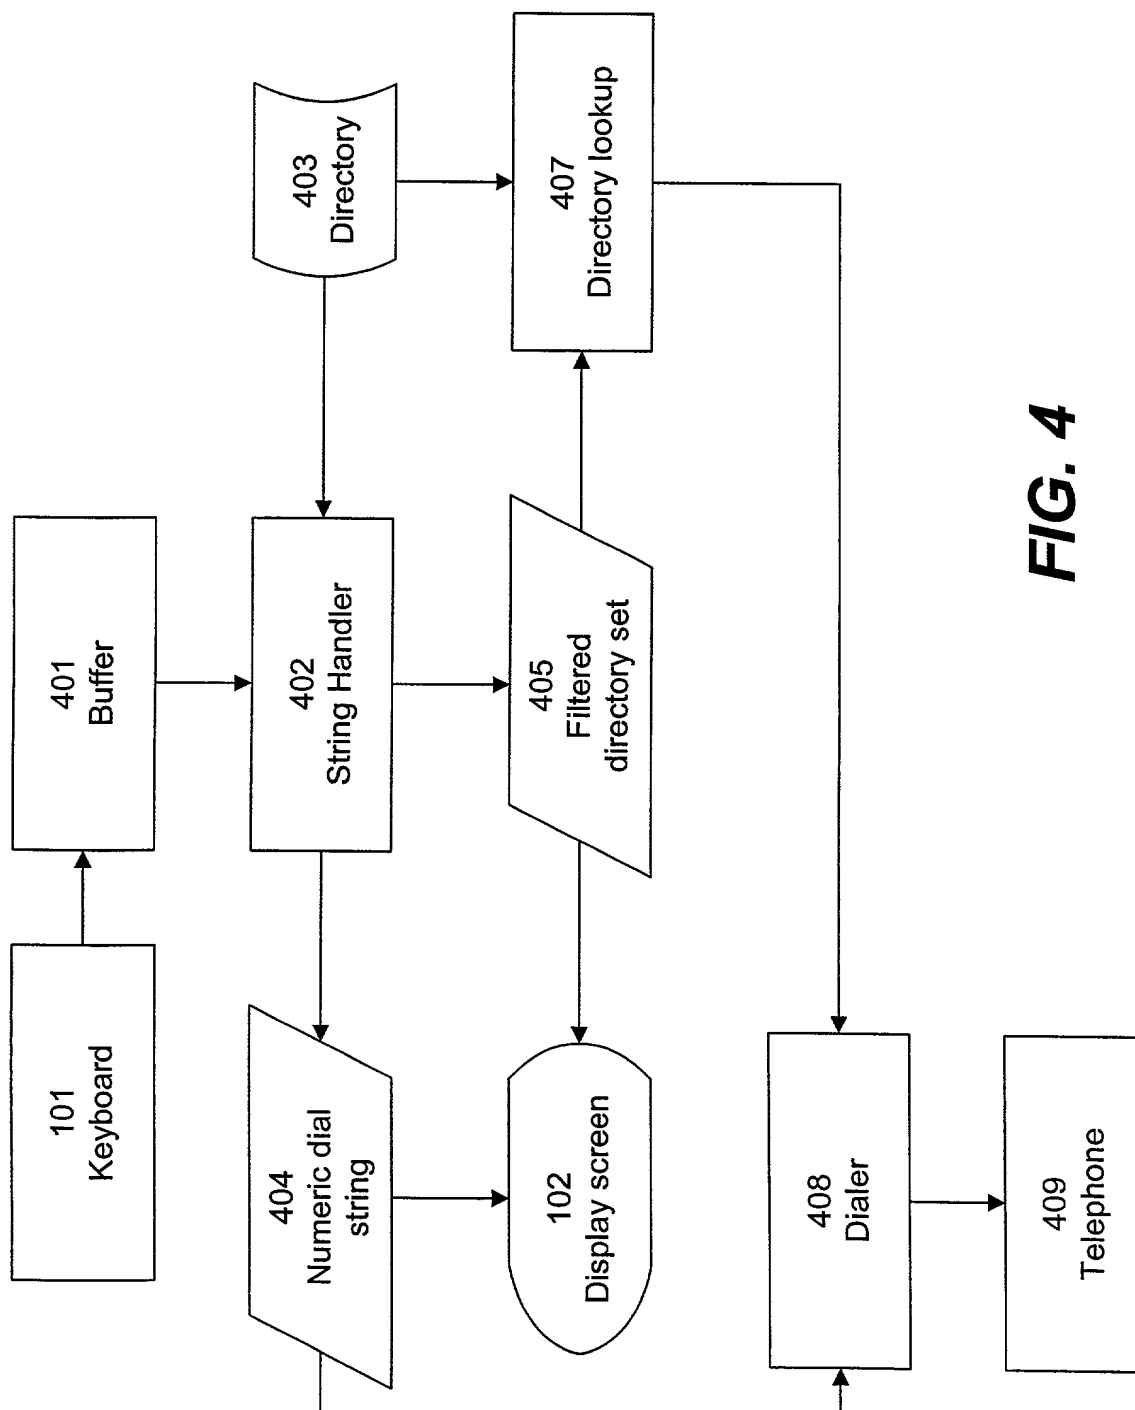 101
Keyboard
401
Buffer
404
Numeric dial
string
402
String Handler
403
Directory
102
Display screen
405
Filtered
directory set
407
Directory lookup
408
Dialer
409
Telephone
FIG. 4